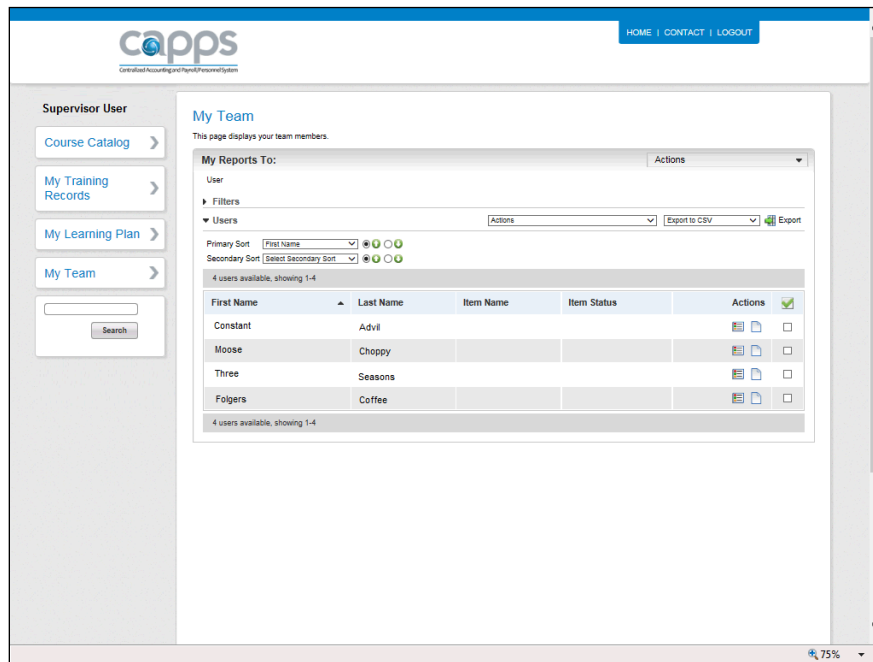 HOME | CONTACT | LOGOUT
capps
Centralized Accounting and Payroll/Personnel System
Supervisor User
Course Catalog
My Training
Records
My Learning Plan
My Team
Search
My Team
This page displays your team members.
My Reports To:
Actions
User
Filters
Users
Actions
Export to CSV
Export
Primary Sort
First Name
Secondary Sort
Select Secondary Sort
4 users available, showing 1-4
First Name Last Name Item Name Item Status Actions
Constant Advil
Moose Choppy
Three Seasons
Folgers Coffee
4 users available, showing 1-4
75%